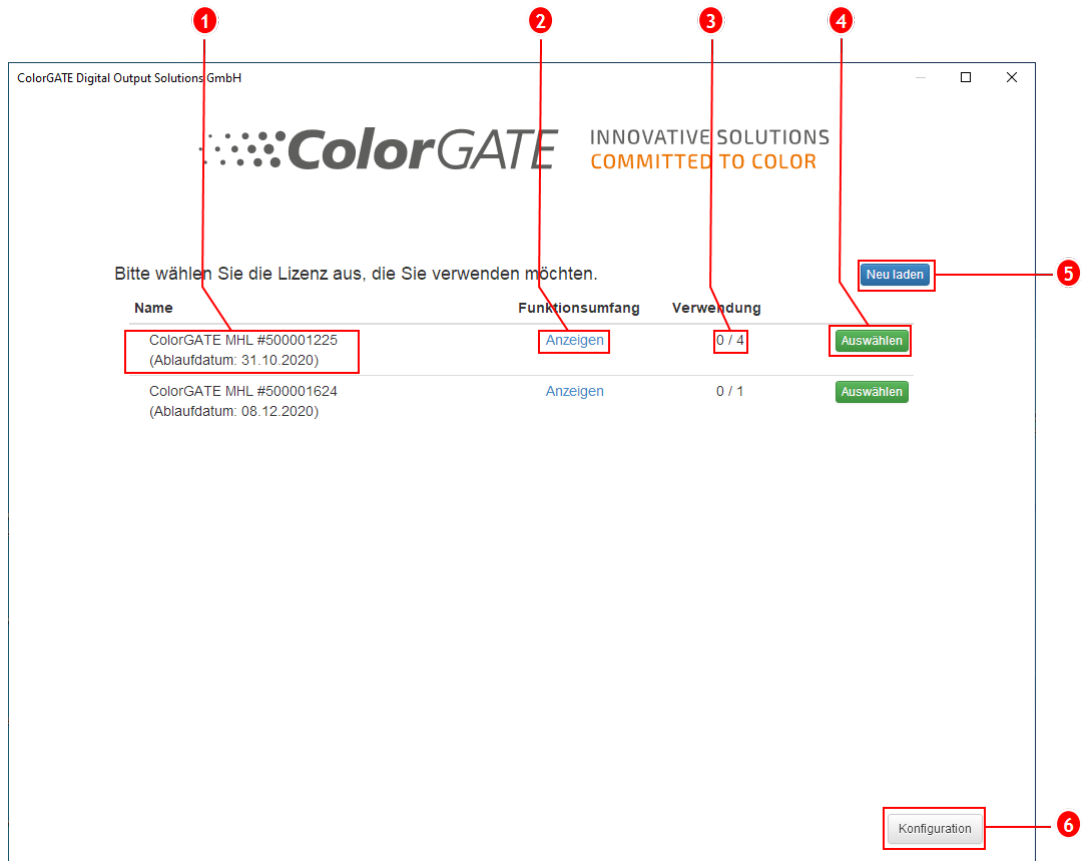 1 2 3 4
ColorGATE Digital Output Solutions GmbH
ColorGATE INNOVATIVE SOLUTIONS
COMMITTED TO COLOR
Bitte wählen Sie die Lizenz aus, die Sie verwenden möchten. Neu laden 5
Name Funktionsumfang Verwendung
ColorGATE MHL #500001225 Anzeigen 0 / 4 Auswählen
(Ablaufdatum: 31.10.2020)
ColorGATE MHL #500001624 Anzeigen 0 / 1 Auswählen
(Ablaufdatum: 08.12.2020)
Konfiguration 6